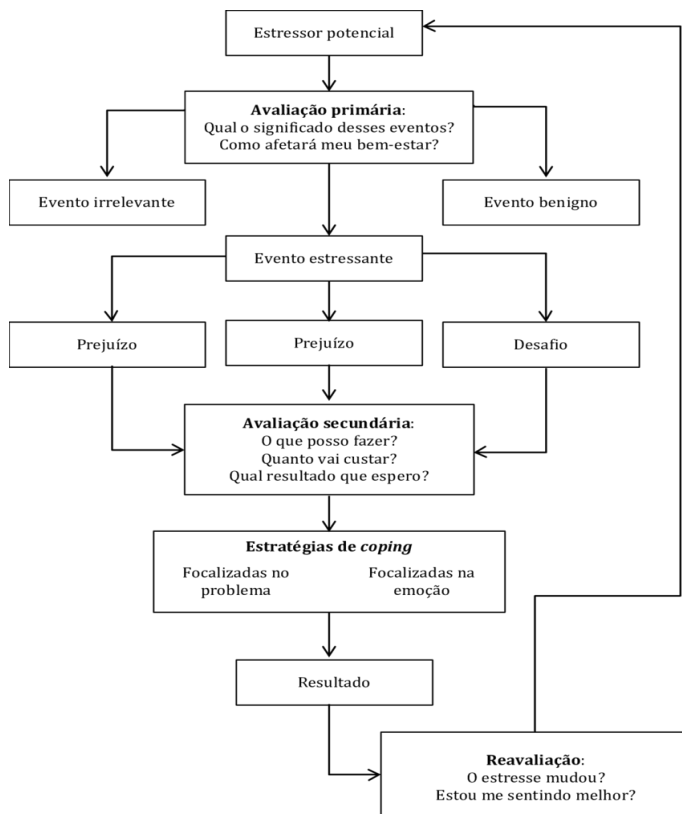 Estressor potencial
Avaliação primária:
Qual o significado desses eventos?
Como afetará meu bem-estar?
Evento irrelevante
Evento benigno
Evento estressante
Prejuízo
Prejuízo
Desafio
Avaliação secundária:
O que posso fazer?
Quanto vai custar?
Qual resultado que espero?
Estratégias de coping
Focalizadas no
problema
Focalizadas na
emoção
Resultado
Reavaliação:
O estresse mudou?
Estou me sentindo melhor?